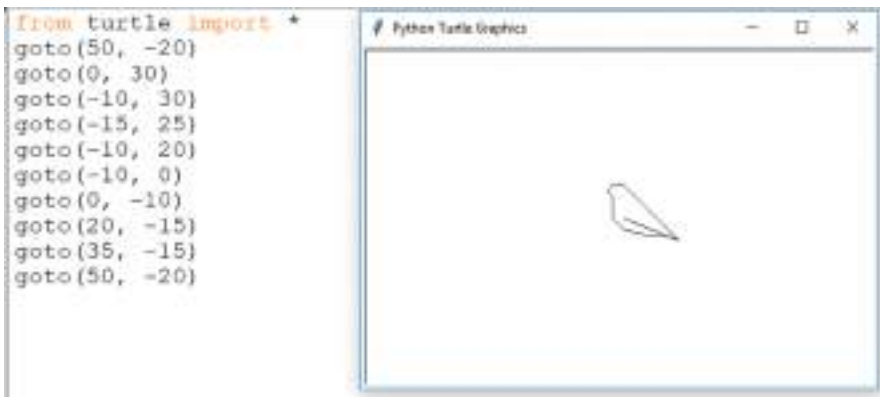 from turtle import *
goto(50, -20)
goto(0, 30)
goto(-10, 30)
goto(-15, 25)
goto(-10, 20)
goto(-10, 0)
goto(0, -10)
goto(20, -15)
goto(35, -15)
goto(50, -20)
Python Turtle Graphics